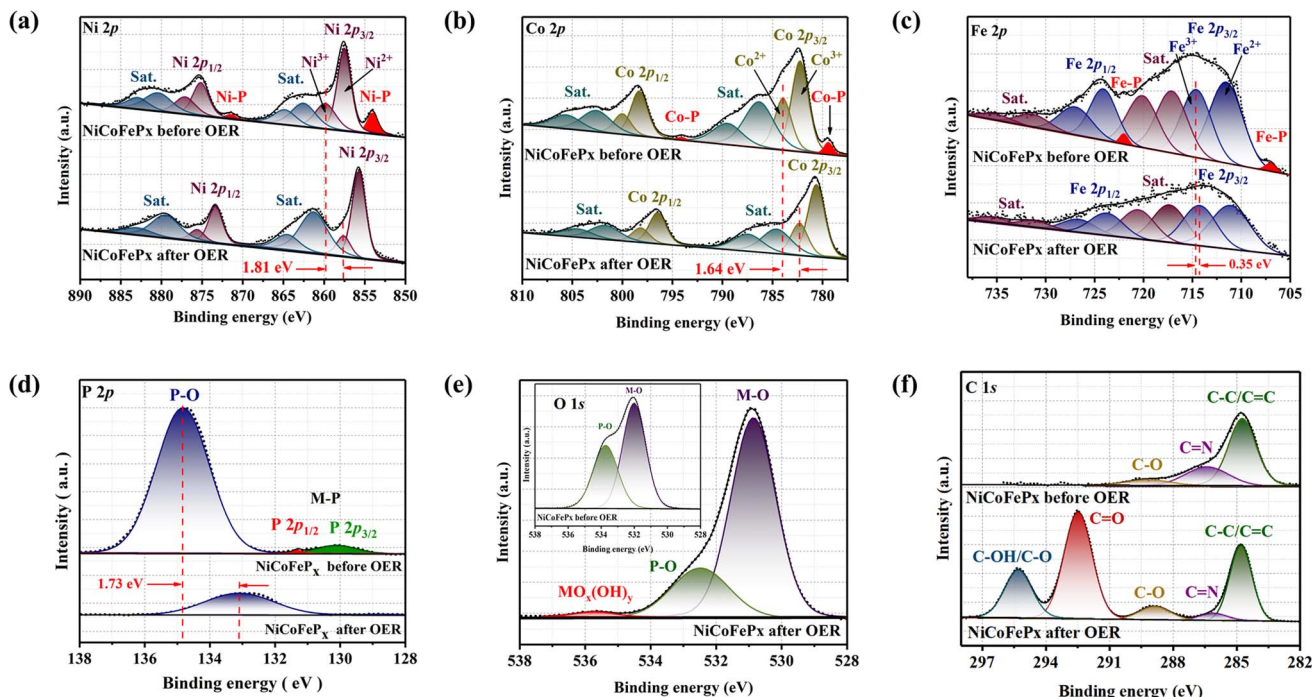 (a)
Ni 2p
Ni 2p3/2
Ni3+
Ni2+
Ni 2p1/2
Sat.
Sat.
Ni-P
Ni-P
NiCoFePx before OER
Ni 2p3/2
Ni 2p1/2
Sat.
Sat.
NiCoFePx after OER
1.81 eV
Intensity (a.u.)
890 885 880 875 870 865 860 855 850
Binding energy (eV)
(b)
Co 2p
Co 2p3/2
Co2+
Co3+
Co 2p1/2
Sat.
Sat.
Co-P
Co-P
NiCoFePx before OER
Co 2p3/2
Co 2p1/2
Sat.
Sat.
NiCoFePx after OER
1.64 eV
Intensity (a.u.)
810 805 800 795 790 785 780
Binding energy (eV)
(c)
Fe 2p
Fe 2p3/2
Fe3+
Fe2+
Sat.
Fe 2p1/2
Fe-P
Sat.
Fe-P
NiCoFePx before OER
Fe 2p1/2
Sat.
Fe 2p3/2
Sat.
NiCoFePx after OER
0.35 eV
Intensity (a.u.)
735 730 725 720 715 710 705
Binding energy (eV)
(d)
P 2p
P-O
M-P
P 2p1/2
P 2p3/2
NiCoFePx before OER
1.73 eV
NiCoFePx after OER
Intensity ( a.u. )
138 136 134 132 130 128
Binding energy ( eV )
(e)
O 1s
M-O
P-O
Intensity (a.u.)
NiCoFePx before OER
538 536 534 532 530 528
Binding energy (eV)
M-O
P-O
MOx(OH)y
NiCoFePx after OER
Intensity (a.u.)
538 536 534 532 530 528
Binding energy (eV)
(f)
C 1s
C-C/C=C
C=N
C-O
NiCoFePx before OER
C=O
C-OH/C-O
C-C/C=C
C-O
C=N
NiCoFePx after OER
Intensity (a.u.)
297 294 291 288 285 282
Binding energy (eV)